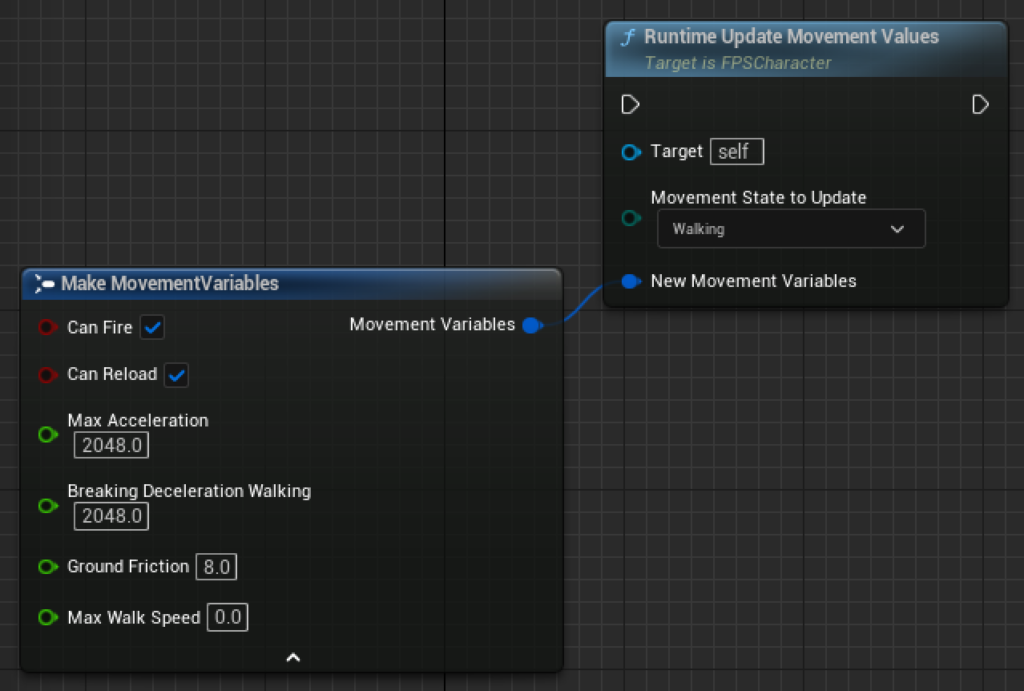 Runtime Update Movement Values
Target is FPSCharacter
Target self
Movement State to Update
Walking
New Movement Variables
Make MovementVariables
Can Fire
Movement Variables
Can Reload
Max Acceleration
2048.0
Breaking Deceleration Walking
2048.0
Ground Friction 8.0
Max Walk Speed 0.0